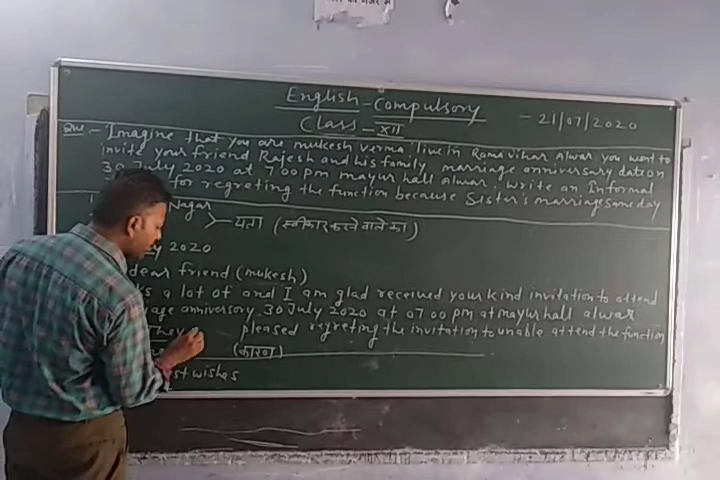 English - Compulsory
Class - XII
- 21/07/2020
Que - Imagine that you are mukesh verma live in Rama vihar Alwar you want to
invite your friend Rajesh and his family marriage anniversary date on
30 July 2020 at 7:00 pm mayur hall Alwar. write an Informal
for regreting the function because Sister's marriage same day
Nagar
पता (स्वीकार करने वाले का)
2020
dear friend (mukesh)
a lot of and I am glad received your kind invitation to attend
anniversary 30 July 2020 at 07:00 pm at mayur hall alwar
They pleased regreting the invitation to unable attend the function
(कारण)
wishes